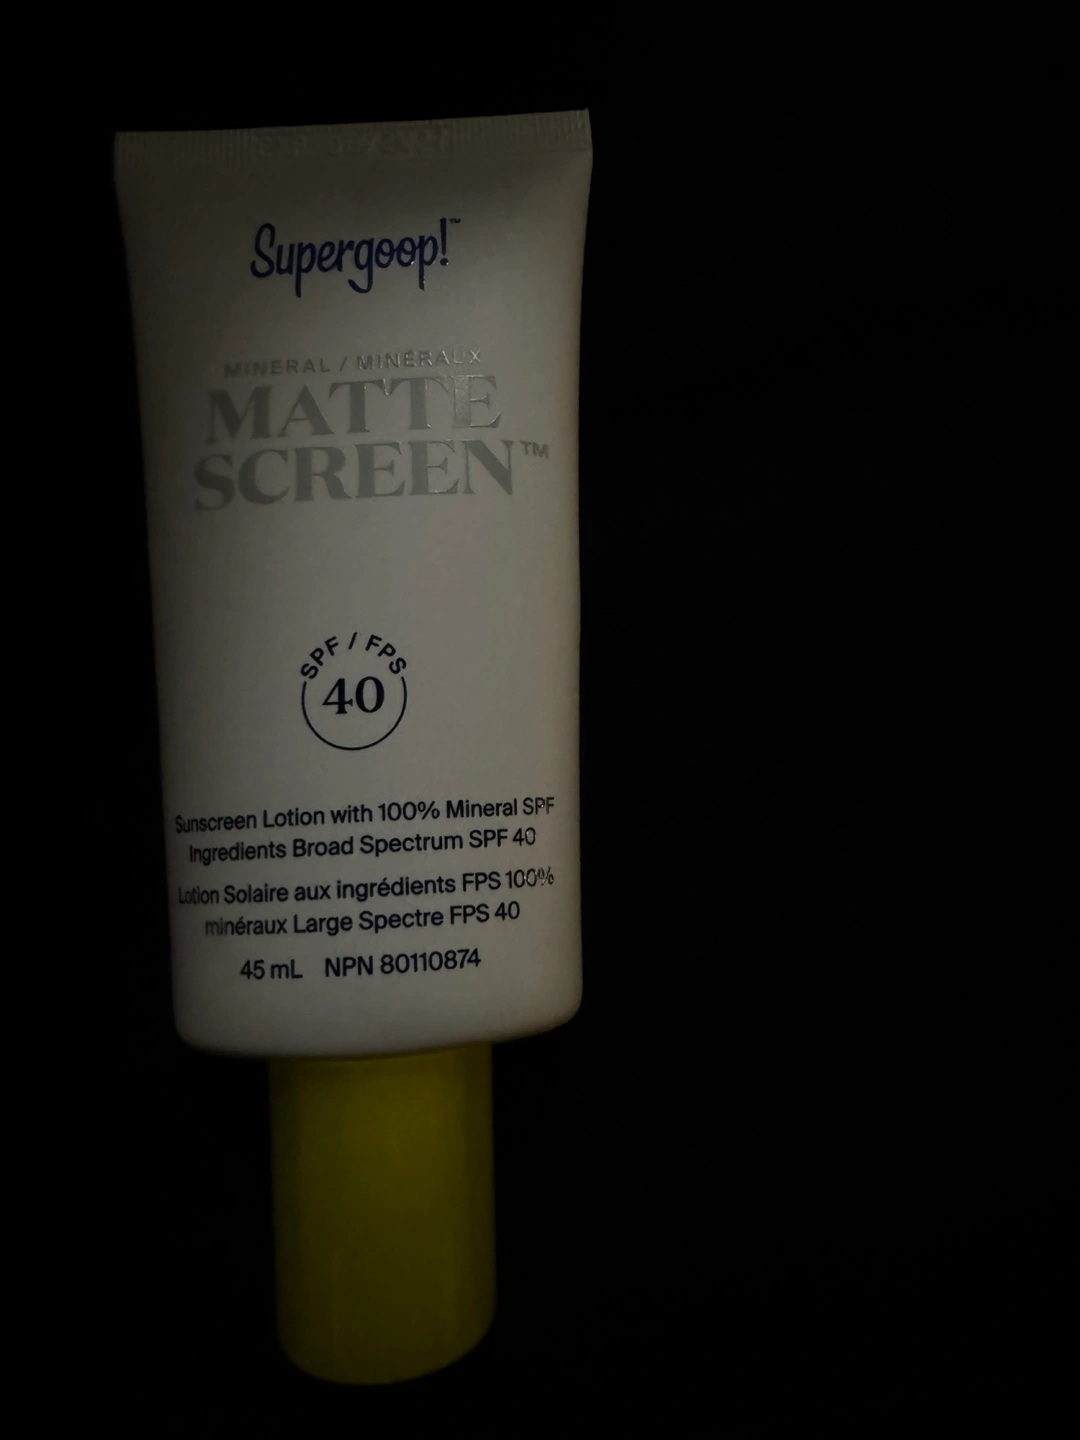 Supergoop!™
MINERAL / MINÉRAUX
MATTE
SCREEN™
SPF / FPS
40
Sunscreen Lotion with 100% Mineral SPF
Ingredients Broad Spectrum SPF 40
Lotion Solaire aux ingrédients FPS 100%
minéraux Large Spectre FPS 40
45 mL NPN 80110874